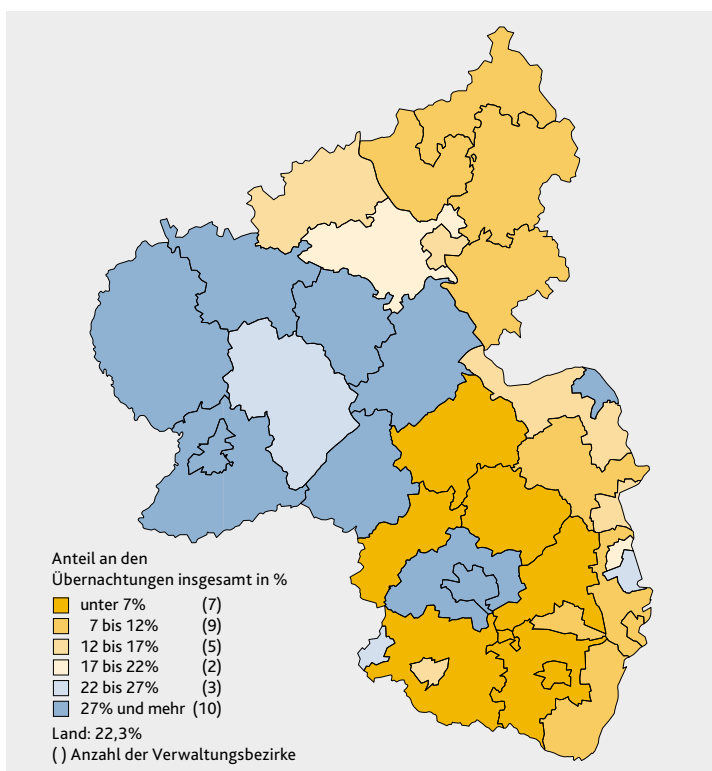 Anteil an den
Übernachtungen insgesamt in %
unter 7% (7)
7 bis 12% (9)
12 bis 17% (5)
17 bis 22% (2)
22 bis 27% (3)
27% und mehr (10)
Land: 22,3%
( ) Anzahl der Verwaltungsbezirke